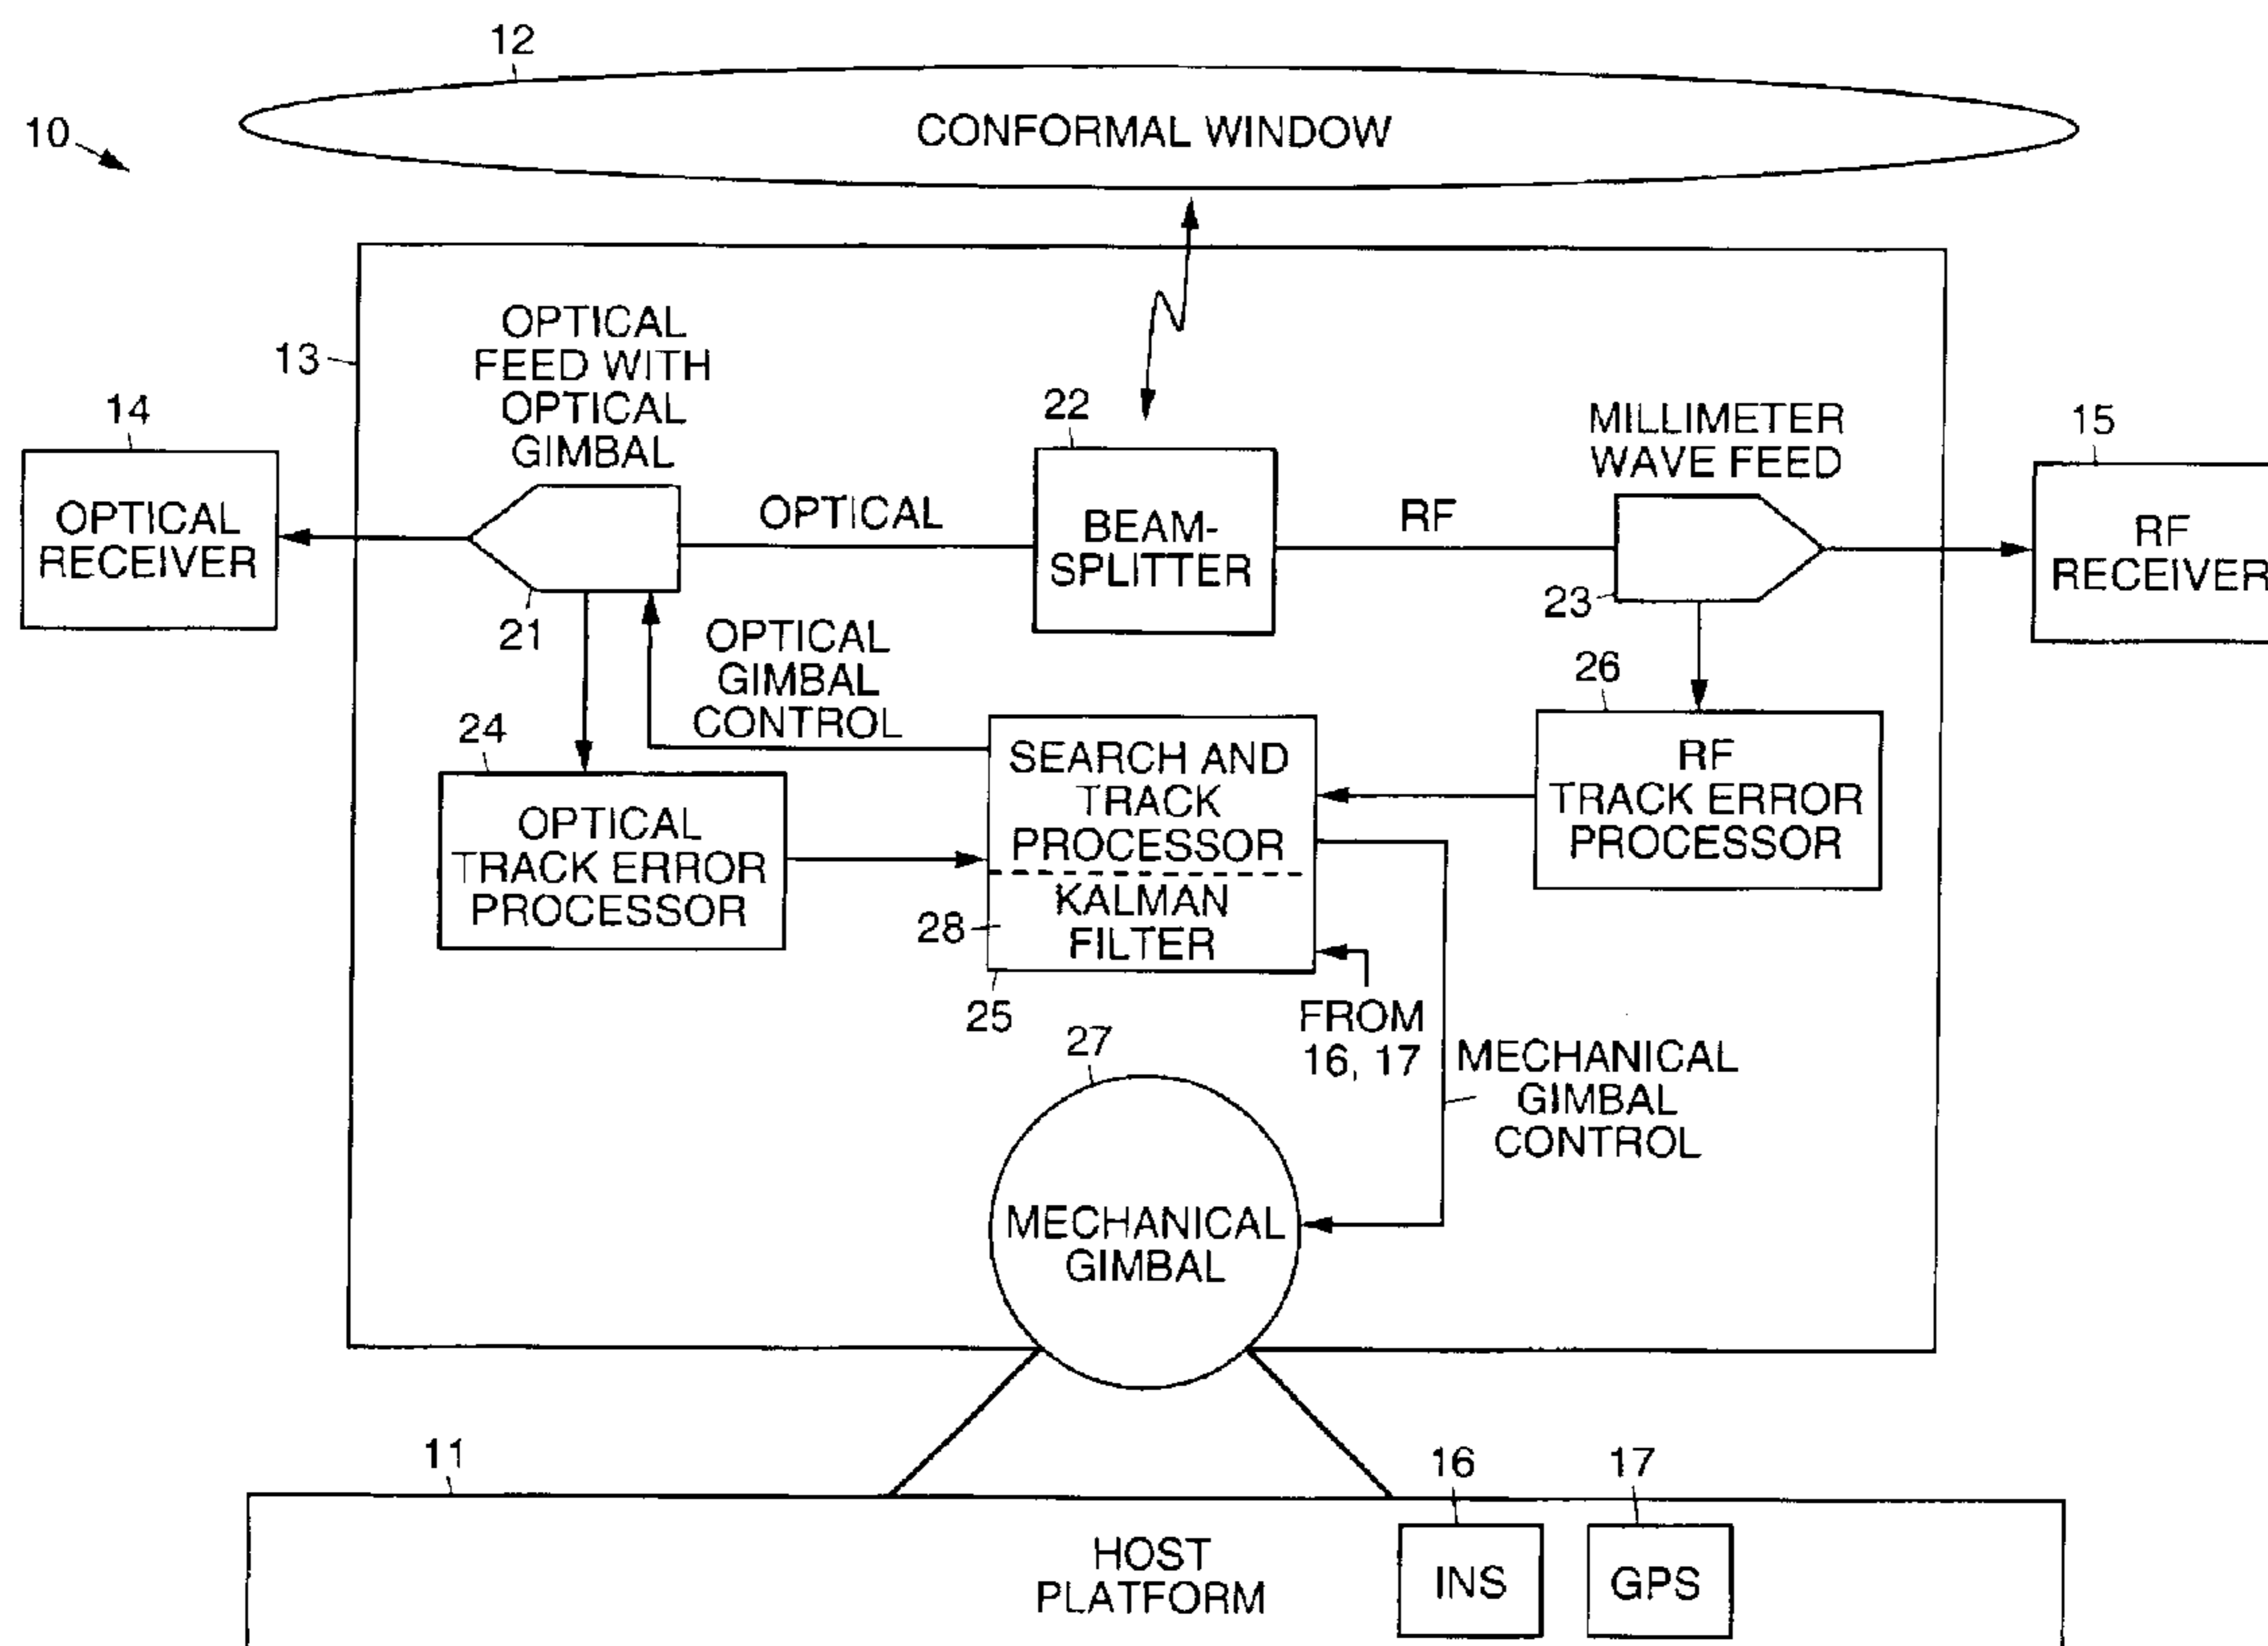 12
CONFORMAL WINDOW
10
OPTICAL
FEED WITH
OPTICAL
GIMBAL
13
14
OPTICAL
RECEIVER
21
OPTICAL
22
BEAM-
SPLITTER
RF
MILLIMETER
WAVE FEED
23
15
RF
RECEIVER
OPTICAL
GIMBAL
CONTROL
24
OPTICAL
TRACK ERROR
PROCESSOR
SEARCH AND
TRACK
PROCESSOR
KALMAN
FILTER
28
25
26
RF
TRACK ERROR
PROCESSOR
FROM
16, 17
MECHANICAL
GIMBAL
CONTROL
27
MECHANICAL
GIMBAL
11
HOST
PLATFORM
16
INS
17
GPS